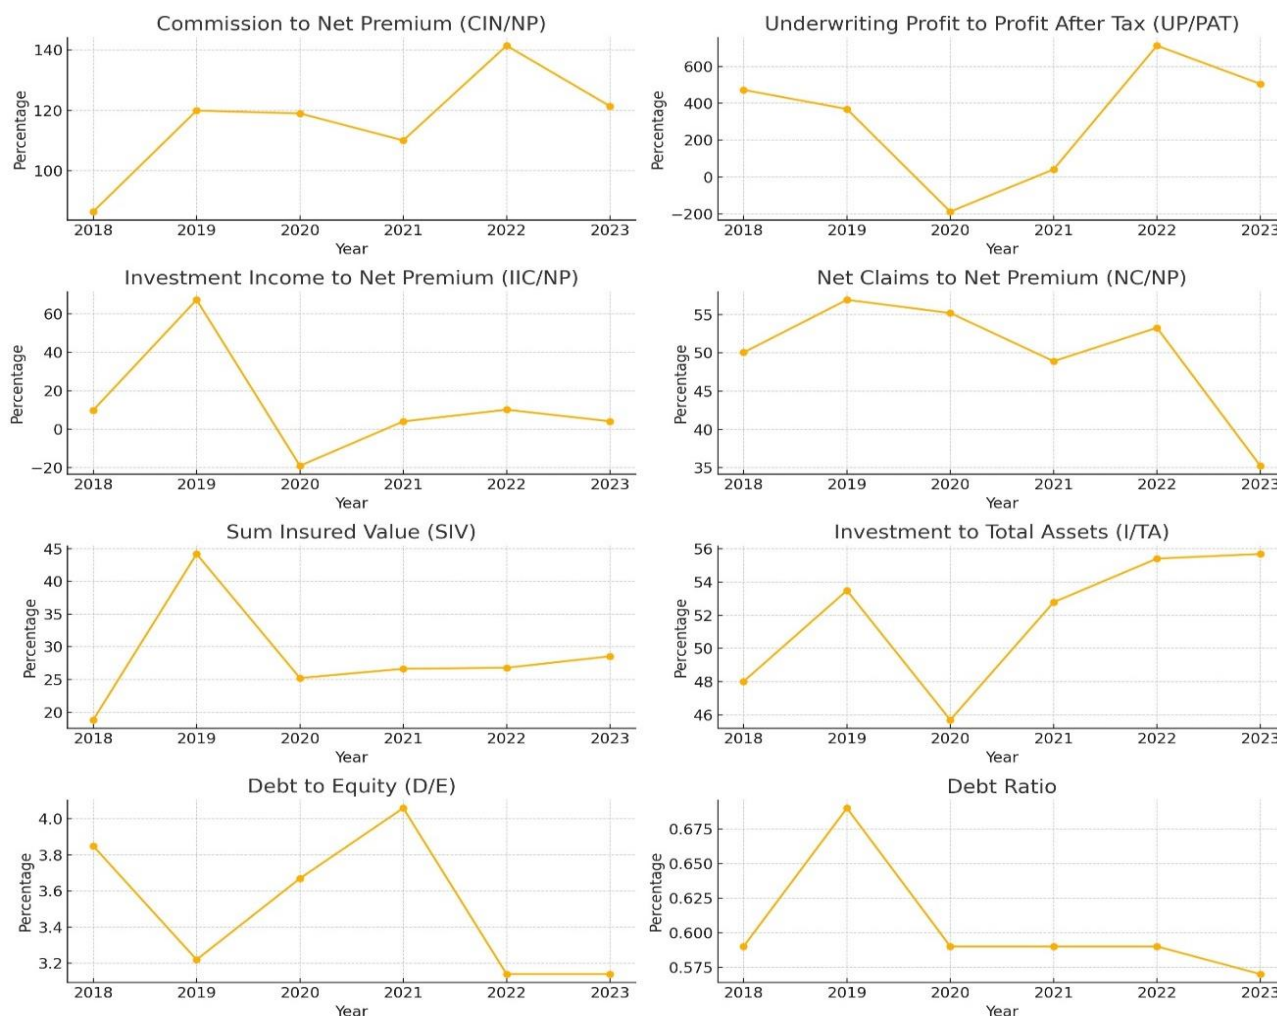 Commission to Net Premium (CIN/NP)
140
120
100
Percentage
2018 2019 2020 2021 2022 2023
Year
Underwriting Profit to Profit After Tax (UP/PAT)
600
400
200
0
−200
Percentage
2018 2019 2020 2021 2022 2023
Year
Investment Income to Net Premium (IIC/NP)
60
40
20
0
−20
Percentage
2018 2019 2020 2021 2022 2023
Year
Net Claims to Net Premium (NC/NP)
55
50
45
40
35
Percentage
2018 2019 2020 2021 2022 2023
Year
Sum Insured Value (SIV)
45
40
35
30
25
20
Percentage
2018 2019 2020 2021 2022 2023
Year
Investment to Total Assets (I/TA)
56
54
52
50
48
46
Percentage
2018 2019 2020 2021 2022 2023
Year
Debt to Equity (D/E)
4.0
3.8
3.6
3.4
3.2
Percentage
2018 2019 2020 2021 2022 2023
Year
Debt Ratio
0.675
0.650
0.625
0.600
0.575
Percentage
2018 2019 2020 2021 2022 2023
Year